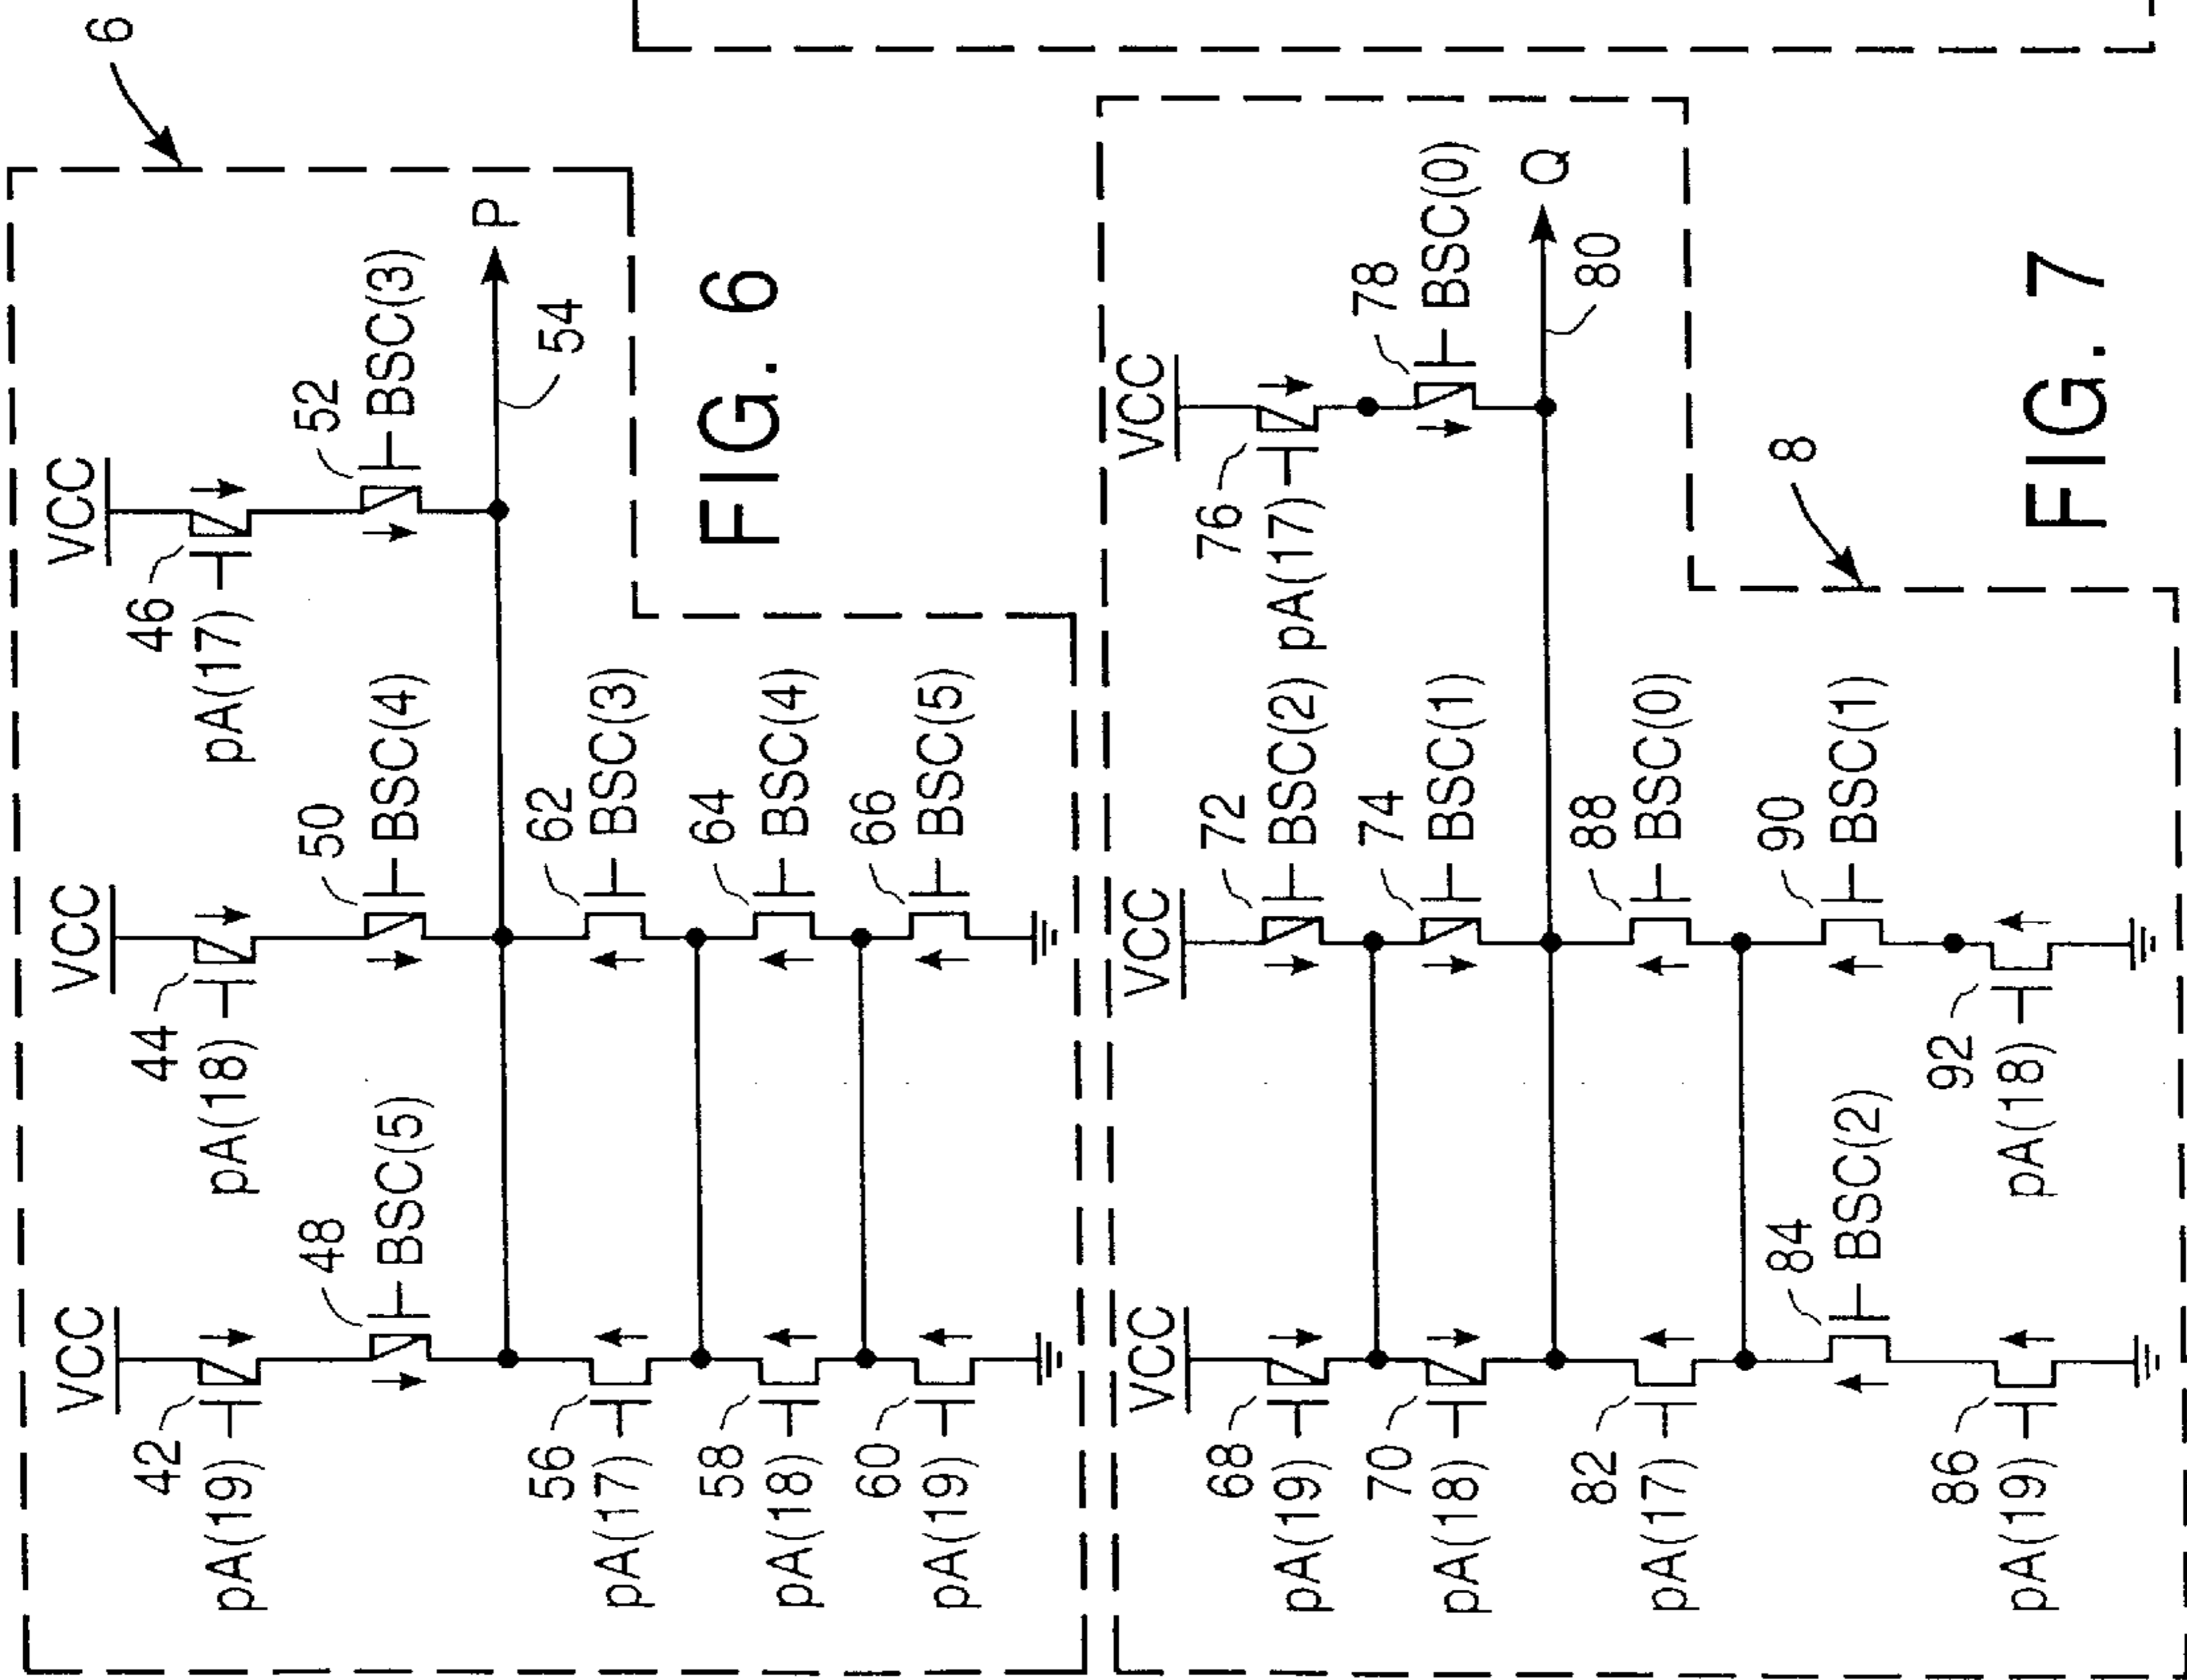 6
VCC
VCC
VCC
42
pA(19)
44
pA(18)
46
pA(17)
48
BSC(5)
50
BSC(4)
52
BSC(3)
P
54
56
pA(17)
62
BSC(3)
58
pA(18)
64
BSC(4)
60
pA(19)
66
BSC(5)
FIG. 6
VCC
VCC
VCC
68
pA(19)
72
BSC(2)
76
pA(17)
70
pA(18)
74
BSC(1)
78
BSC(0)
Q
80
82
pA(17)
88
BSC(0)
84
BSC(2)
90
BSC(1)
86
pA(19)
92
pA(18)
8
FIG. 7